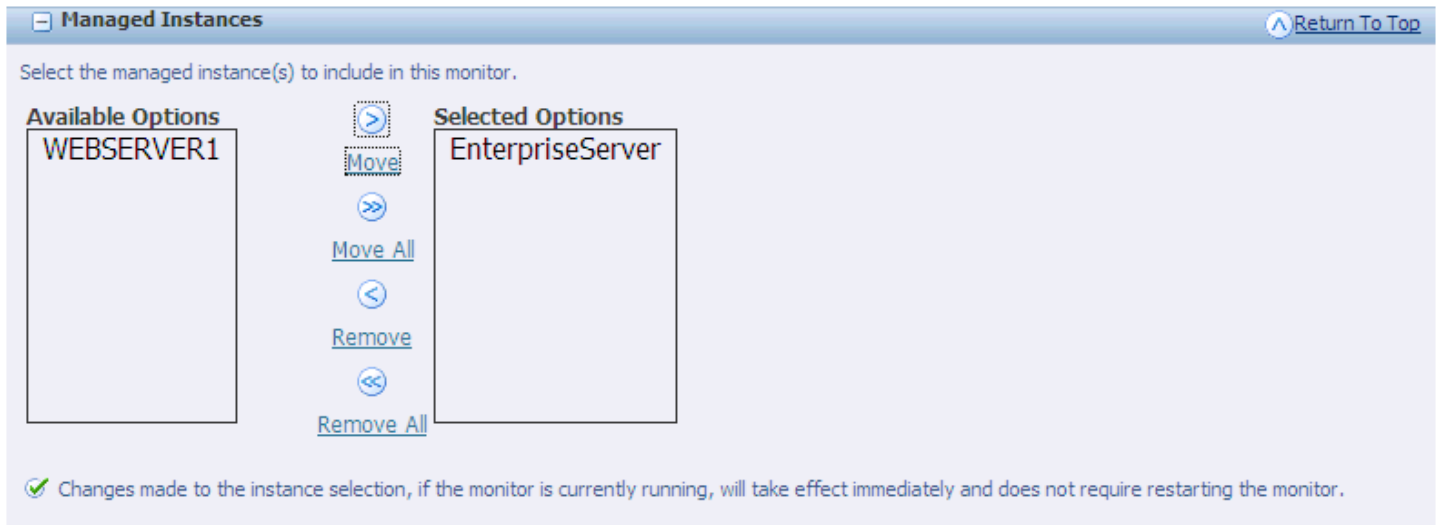 Managed Instances
Return To Top
Select the managed instance(s) to include in this monitor.
Available Options
Selected Options
WEBSERVER1
EnterpriseServer
Move
Move All
Remove
Remove All
Changes made to the instance selection, if the monitor is currently running, will take effect immediately and does not require restarting the monitor.